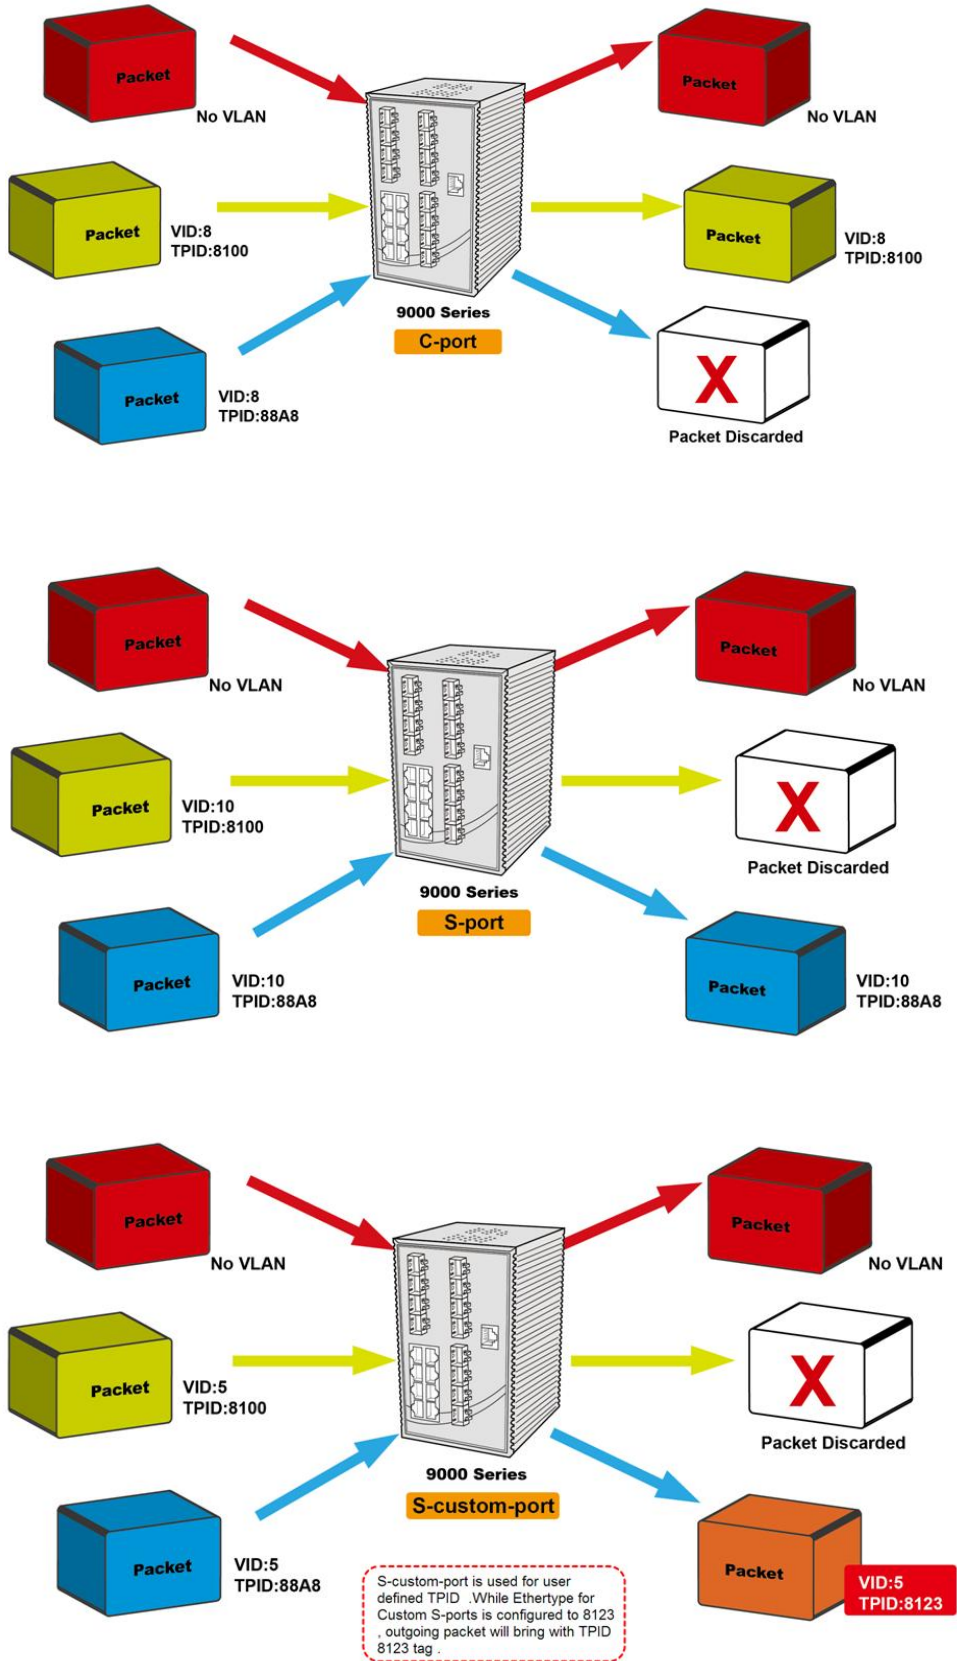 Packet
No VLAN
Packet
No VLAN
Packet
VID:8
TPID:8100
Packet
VID:8
TPID:8100
9000 Series
C-port
Packet
VID:8
TPID:88A8
X
Packet Discarded
Packet
No VLAN
Packet
No VLAN
Packet
VID:10
TPID:8100
X
Packet Discarded
9000 Series
S-port
Packet
VID:10
TPID:88A8
Packet
VID:10
TPID:88A8
Packet
No VLAN
Packet
No VLAN
Packet
VID:5
TPID:8100
X
Packet Discarded
9000 Series
S-custom-port
Packet
VID:5
TPID:88A8
Packet
VID:5
TPID:8123
S-custom-port is used for user
defined TPID .While Ethertype for
Custom S-ports is configured to 8123
, outgoing packet will bring with TPID
8123 tag .